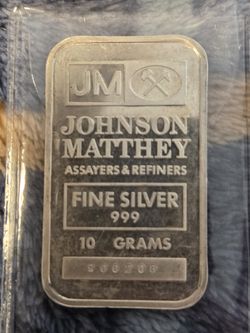 JM
JOHNSON
MATTHEY
ASSAYERS & REFINERS
FINE SILVER
999
10 GRAMS